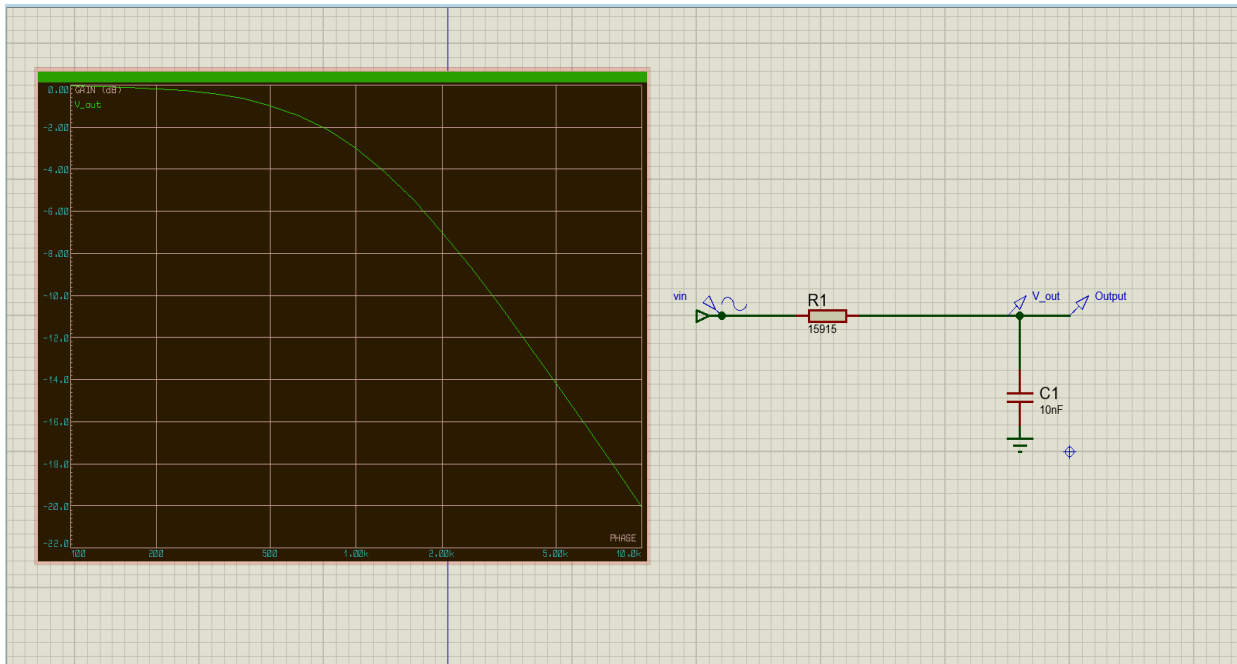 0.00 GAIN (dB)
V_out
-2.00
-4.00
-6.00
-8.00
-10.0
-12.0
-14.0
-16.0
-18.0
-20.0
-22.0
PHASE
100 200 500 1.00k 2.00k 5.00k 10.0k
vin
R1
15915
V_out
Output
C1
10nF